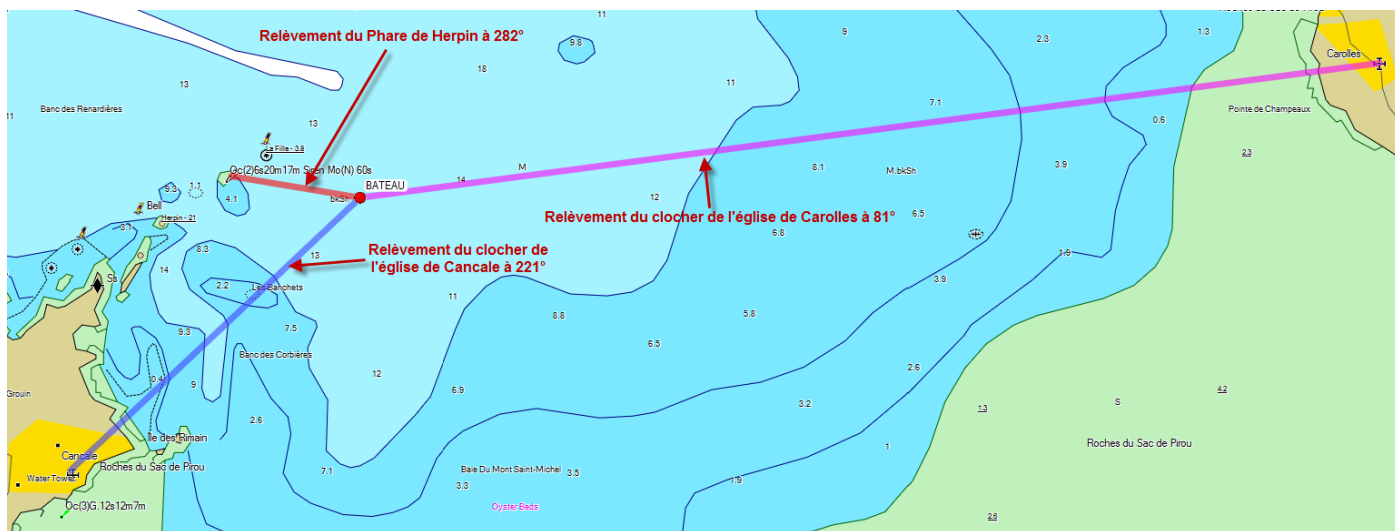 11
Relèvement du Phare de Herpin à 282°
9
9.8
2.3
1.3
Carolles
18
13
11
Banc des Renardières
7.1
Pointe de Champeaux
11
13
0.6
La Fille - 3.8
2.3
Oc(2)6s20m17m Siren Mo(N) 60s
M
8.1
M.bkSh
3.9
9.3
1.1
14
BATEAU
4.1
bkSh
12
Bell
Herpin - 21
Relèvement du clocher de l'église de Carolles à 81°
6.5
3.1
6.8
8.3
13
Relèvement du clocher de
l'église de Cancale à 221°
1.9
14
Ss
3.9
2.2
Les Banchets
11
8.8
5.8
9.3
7.5
6.5
Banc des Corbières
2.6
12
0.4
9
6.9
4.2
Grouin
3.2
1.3
S
2.6
Ile des Rimain
1
Roches du Sac de Pirou
Cancale
Roches du Sac de Pirou
7.1
Baie Du Mont Saint-Michel
3.5
Water Tower
3.3
1.9
Oc(3)G.12s12m7m
Oyster Beds
2.6